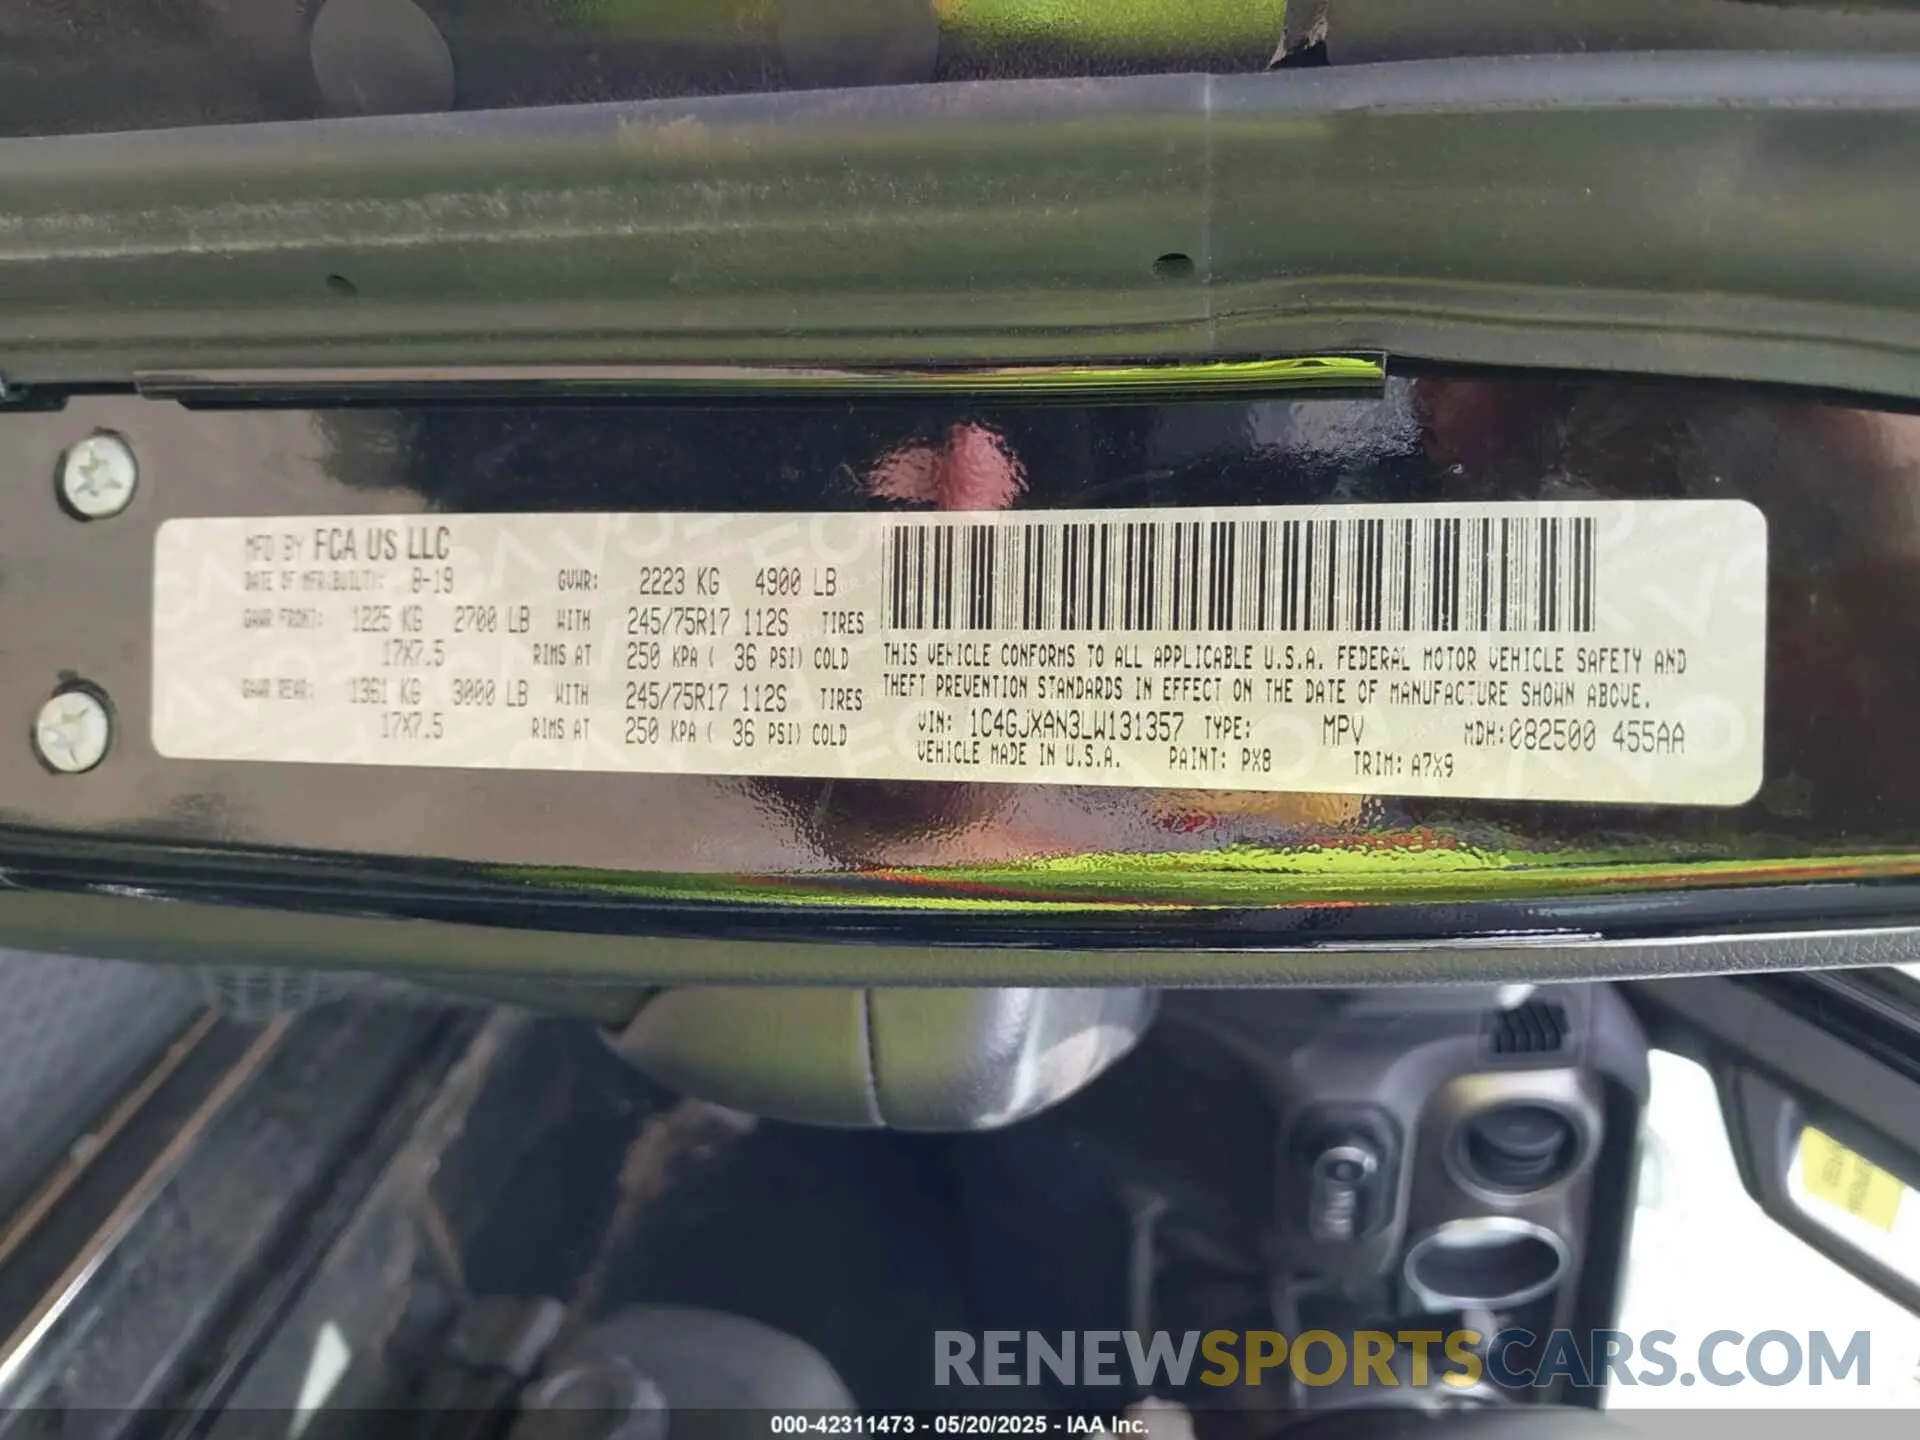 MFD BY FCA US LLC
DATE OF MFR(BUILT): 8-19 GVWR: 2223 KG 4900 LB
GAWR FRONT: 1225 KG 2700 LB WITH 245/75R17 112S TIRES
17X7.5 RIMS AT 250 KPA ( 36 PSI) COLD
GAWR REAR: 1361 KG 3000 LB WITH 245/75R17 112S TIRES
17X7.5 RIMS AT 250 KPA ( 36 PSI) COLD
THIS VEHICLE CONFORMS TO ALL APPLICABLE U.S.A. FEDERAL MOTOR VEHICLE SAFETY AND
THEFT PREVENTION STANDARDS IN EFFECT ON THE DATE OF MANUFACTURE SHOWN ABOVE.
VIN: 1C4GJXAN3LW131357 TYPE: MPV MDH:082500 455AA
VEHICLE MADE IN U.S.A. PAINT: PX8 TRIM: A7X9
RENEWSPORTSCARS.COM
000-42311473 - 05/20/2025 - IAA Inc.